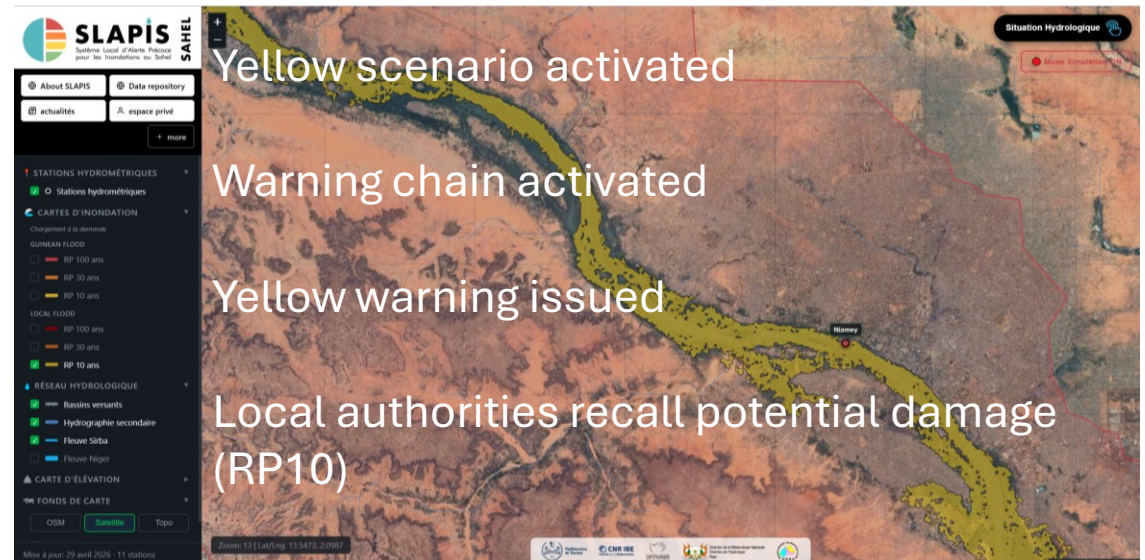 SLAPIS
SAHEL
Système Local d'Alerte Précoce
pour les Inondations au Sahel
About SLAPIS
Data repository
actualités
espace privé
+ more
STATIONS HYDROMÉTRIQUES
Stations hydrométriques
CARTES D'INONDATION
Chargement à la demande
GUINEAN FLOOD
RP 100 ans
RP 30 ans
RP 10 ans
LOCAL FLOOD
RP 100 ans
RP 30 ans
RP 10 ans
RÉSEAU HYDROLOGIQUE
Bassins versants
Hydrographie secondaire
Fleuve Sirba
Fleuve Niger
CARTE D'ÉLÉVATION
FONDS DE CARTE
OSM
Satellite
Topo
Mise à jour: 29 avril 2026 - 11 stations
+
−
Situation Hydrologique
Mode Simulation ON
Yellow scenario activated
Warning chain activated
Yellow warning issued
Niamey
Local authorities recall potential damage
(RP10)
Zoom: 13 | Lat/Lng: 13.5473, 2.0987
Politecnico
di Torino
CNR IBE